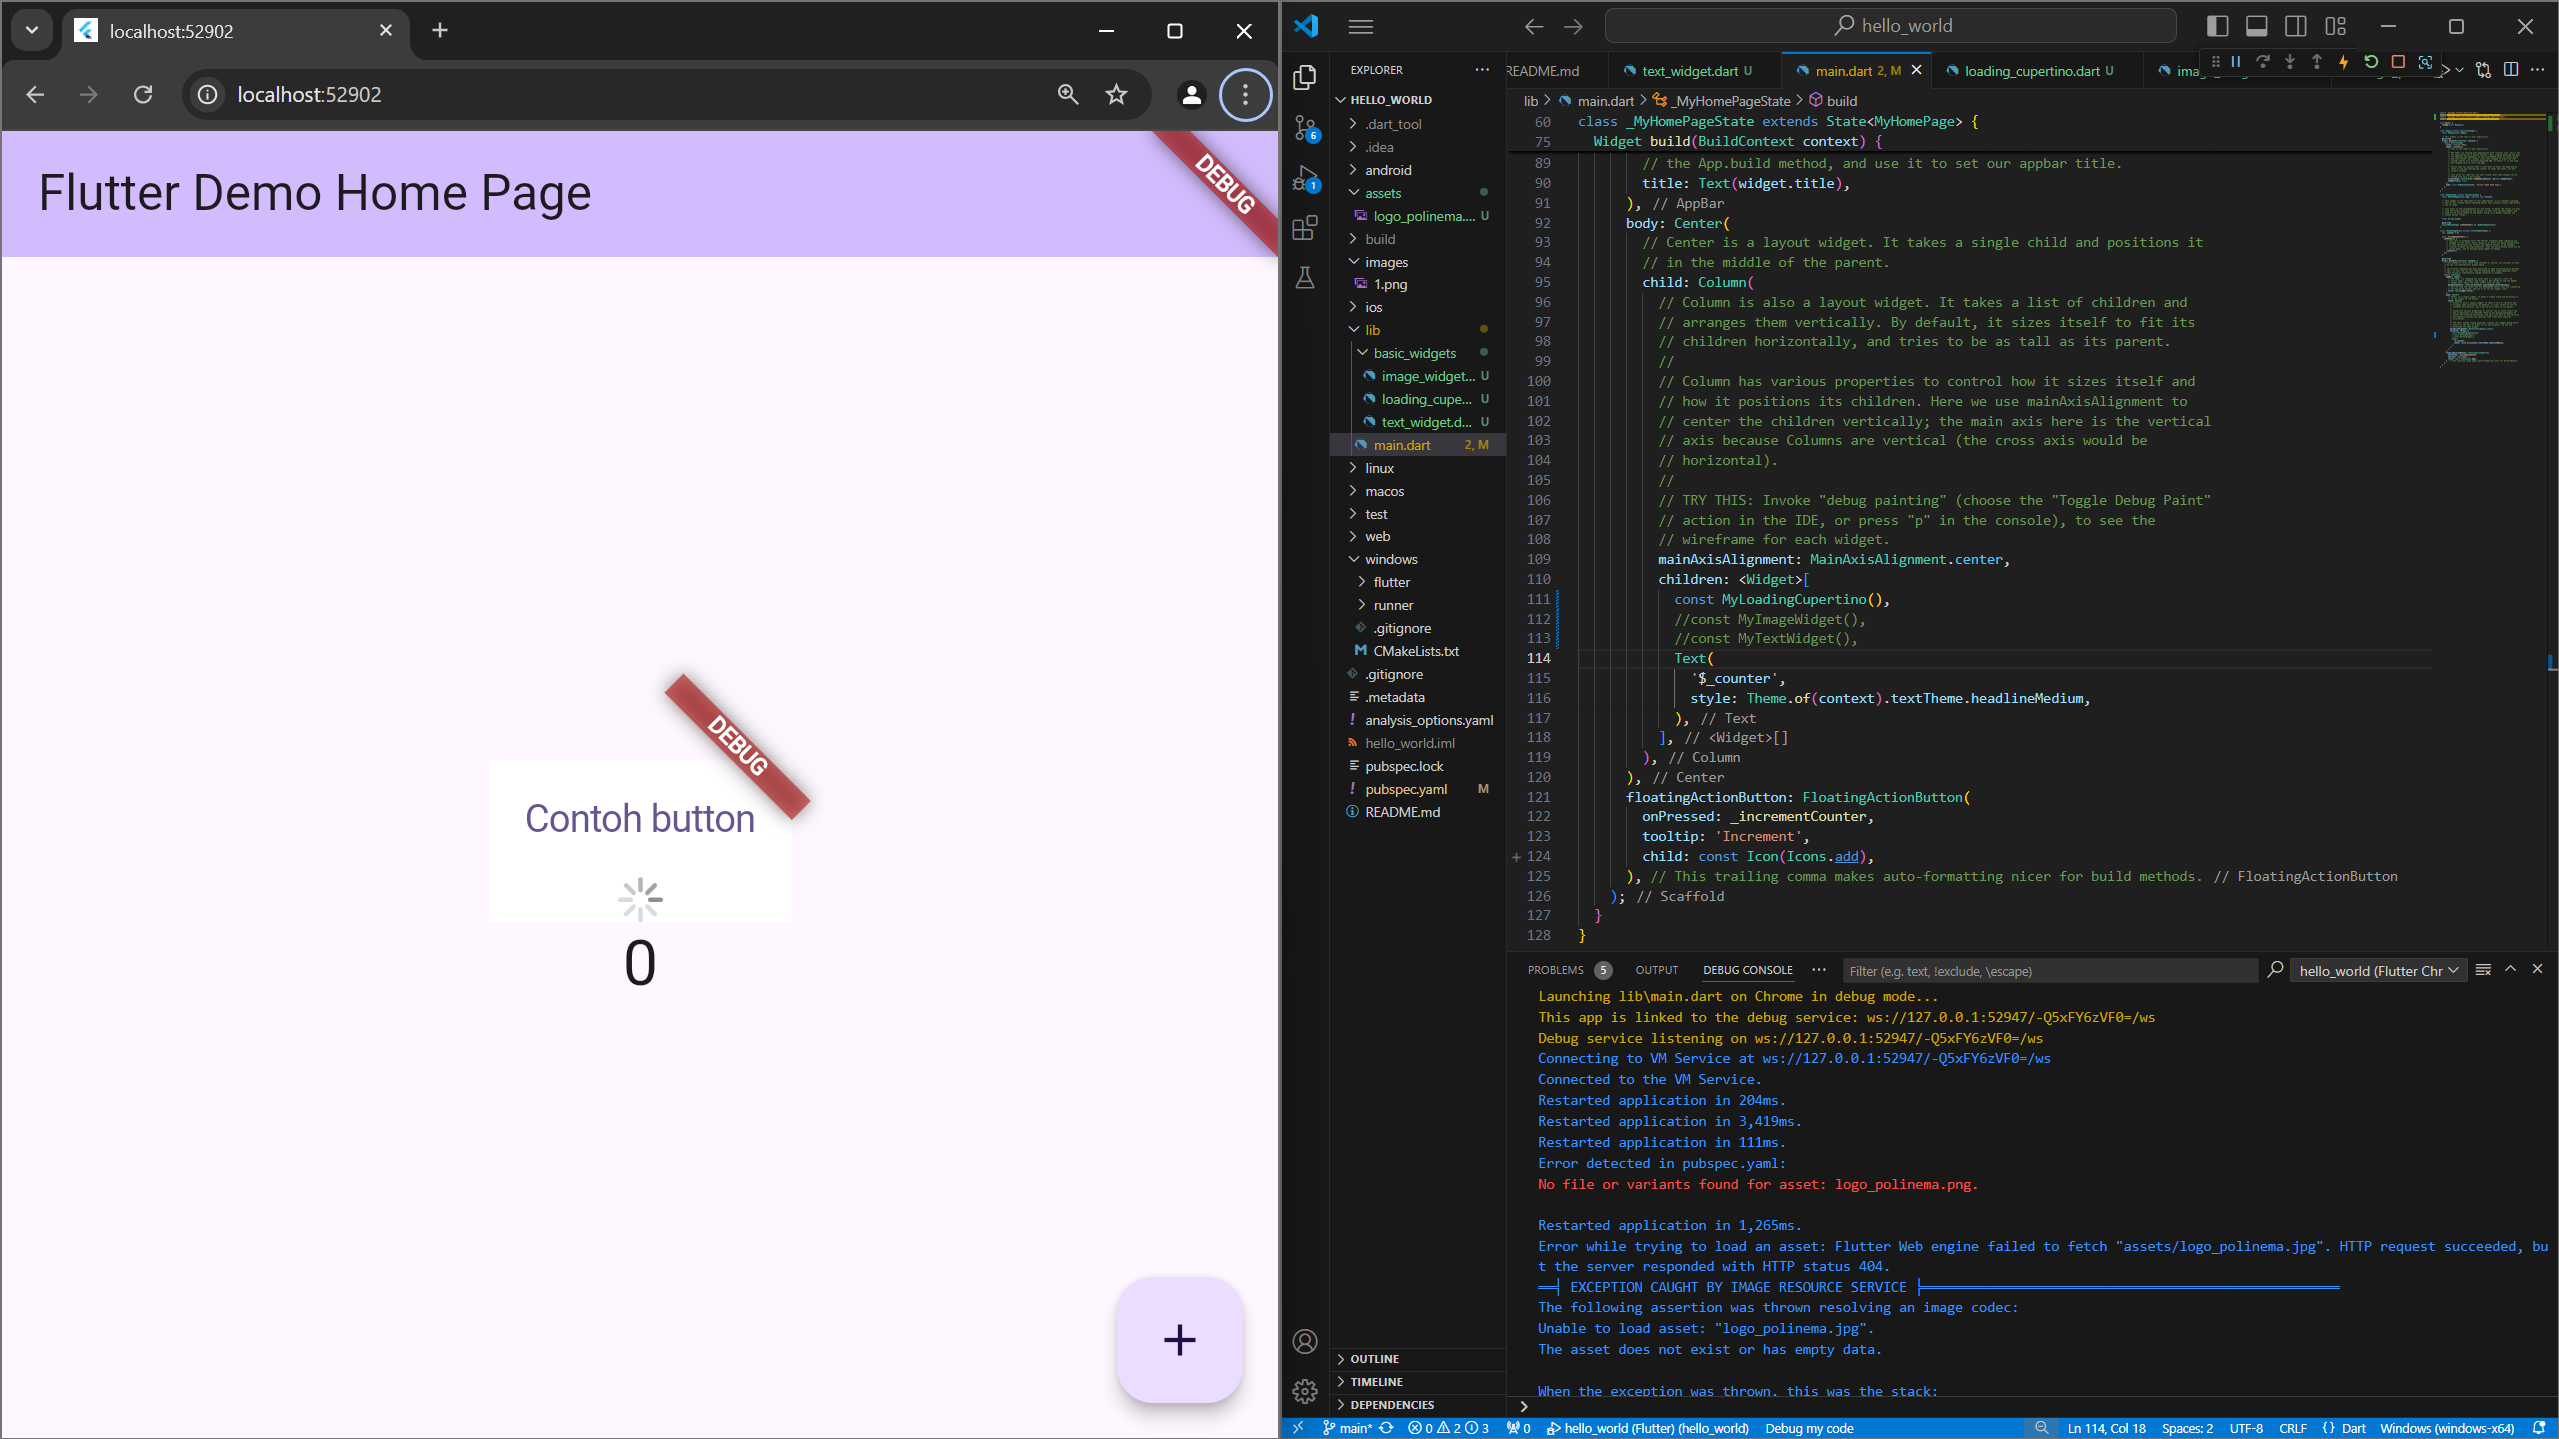 localhost:52902
localhost:52902
Flutter Demo Home Page
DEBUG
DEBUG
Contoh button
0
hello_world
EXPLORER
HELLO_WORLD
.dart_tool
.idea
android
assets
logo_polinema.... U
build
images
1.png
ios
lib
basic_widgets
image_widget... U
loading_cupe... U
text_widget.d... U
main.dart 2, M
linux
macos
test
web
windows
flutter
runner
.gitignore
CMakeLists.txt
.gitignore
.metadata
analysis_options.yaml
hello_world.iml
pubspec.lock
pubspec.yaml M
README.md
OUTLINE
TIMELINE
DEPENDENCIES
6
1
README.md text_widget.dart U main.dart 2, M loading_cupertino.dart U
lib > main.dart > _MyHomePageState > build
60 class _MyHomePageState extends State<MyHomePage> {
75 Widget build(BuildContext context) {
89 // the App.build method, and use it to set our appbar title.
90 title: Text(widget.title),
91 ), // AppBar
92 body: Center(
93 // Center is a layout widget. It takes a single child and positions it
94 // in the middle of the parent.
95 child: Column(
96 // Column is also a layout widget. It takes a list of children and
97 // arranges them vertically. By default, it sizes itself to fit its
98 // children horizontally, and tries to be as tall as its parent.
99 //
100 // Column has various properties to control how it sizes itself and
101 // how it positions its children. Here we use mainAxisAlignment to
102 // center the children vertically; the main axis here is the vertical
103 // axis because Columns are vertical (the cross axis would be
104 // horizontal).
105 //
106 // TRY THIS: Invoke "debug painting" (choose the "Toggle Debug Paint"
107 // action in the IDE, or press "p" in the console), to see the
108 // wireframe for each widget.
109 mainAxisAlignment: MainAxisAlignment.center,
110 children: <Widget>[
111 const MyLoadingCupertino(),
112 //const MyImageWidget(),
113 //const MyTextWidget(),
114 Text(
115 '$_counter',
116 style: Theme.of(context).textTheme.headlineMedium,
117 ), // Text
118 ], // <Widget>[]
119 ), // Column
120 ), // Center
121 floatingActionButton: FloatingActionButton(
122 onPressed: _incrementCounter,
123 tooltip: 'Increment',
124 child: const Icon(Icons.add),
125 ), // This trailing comma makes auto-formatting nicer for build methods. // FloatingActionButton
126 ); // Scaffold
127 }
128 }
PROBLEMS 5 OUTPUT DEBUG CONSOLE Filter (e.g. text, !exclude, \escape) hello_world (Flutter Chr
Launching lib\main.dart on Chrome in debug mode...
This app is linked to the debug service: ws://127.0.0.1:52947/-Q5xFY6zVF0=/ws
Debug service listening on ws://127.0.0.1:52947/-Q5xFY6zVF0=/ws
Connecting to VM Service at ws://127.0.0.1:52947/-Q5xFY6zVF0=/ws
Connected to the VM Service.
Restarted application in 204ms.
Restarted application in 3,419ms.
Restarted application in 111ms.
Error detected in pubspec.yaml:
No file or variants found for asset: logo_polinema.png.
Restarted application in 1,265ms.
Error while trying to load an asset: Flutter Web engine failed to fetch "assets/logo_polinema.jpg". HTTP request succeeded, bu
t the server responded with HTTP status 404.
══╡ EXCEPTION CAUGHT BY IMAGE RESOURCE SERVICE ╞══
The following assertion was thrown resolving an image codec:
Unable to load asset: "logo_polinema.jpg".
The asset does not exist or has empty data.
When the exception was thrown, this was the stack:
main* 0 2 3 0 hello_world (Flutter) (hello_world) Debug my code Ln 114, Col 18 Spaces: 2 UTF-8 CRLF {} Dart Windows (windows-x64)